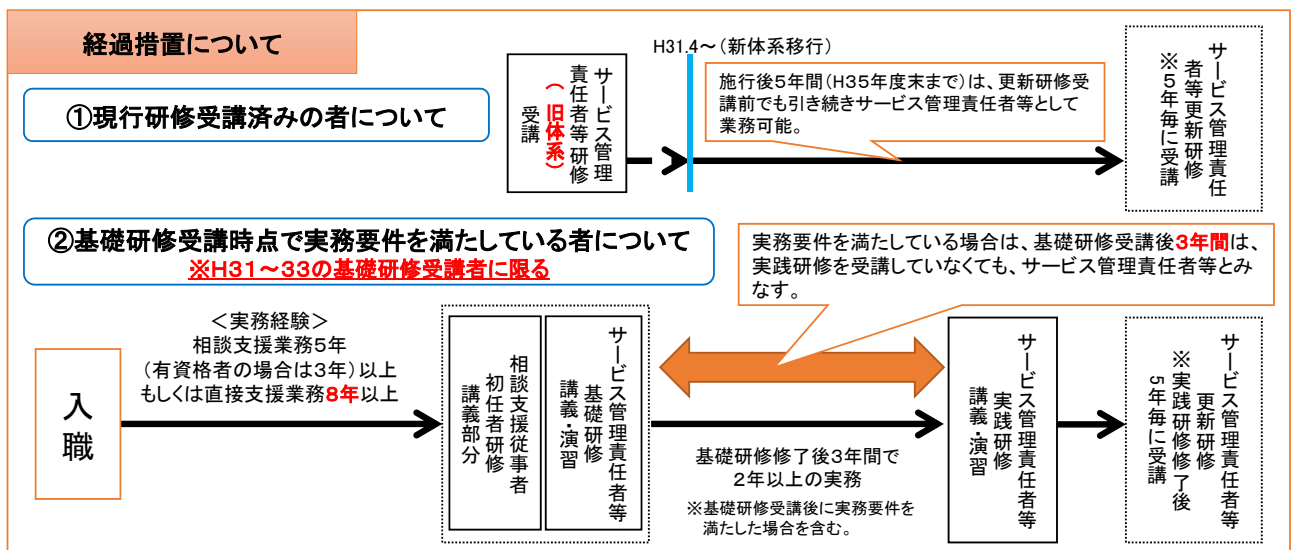 経過措置について
①現行研修受講済みの者について
サービス管理
責任者等研修
（旧体系）
受講
H31.4～（新体系移行）
施行後5年間（H35年度末まで）は、更新研修受
講前でも引き続きサービス管理責任者等として
業務可能。
サービス管理責任
者等更新研修
※５年毎に受講
②基礎研修受講時点で実務要件を満たしている者について
※H31～33の基礎研修受講者に限る
実務要件を満たしている場合は、基礎研修受講後3年間は、
実践研修を受講していなくても、サービス管理責任者等とみ
なす。
入職
＜実務経験＞
相談支援業務5年
（有資格者の場合は3年）以上
もしくは直接支援業務8年以上
相談支援従事者
初任者研修
講義部分
サービス管理責任者等
基礎研修
講義・演習
基礎研修修了後3年間で
2年以上の実務
※基礎研修受講後に実務要件を
満たした場合を含む。
サービス管理責任者等
実践研修
講義・演習
サービス管理責任者等
更新研修
※実践研修修了後
５年毎に受講